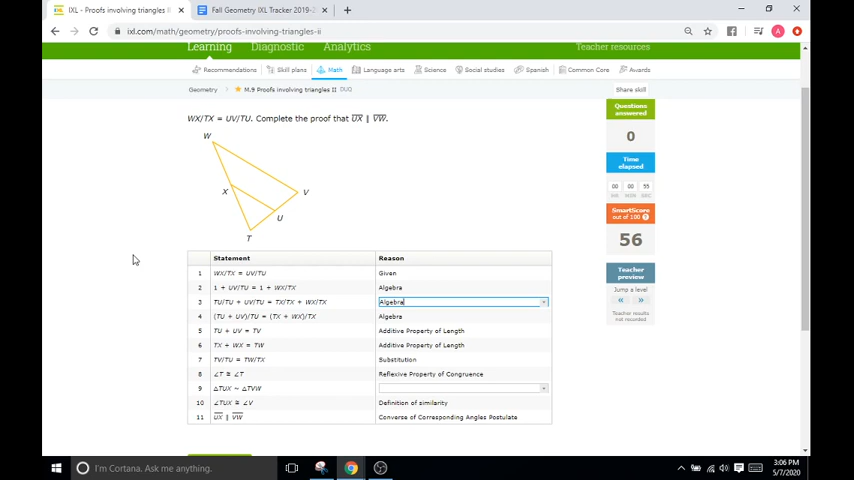 IXL - Proofs involving triangles II
Fall Geometry IXL Tracker 2019-2
ixl.com/math/geometry/proofs-involving-triangles-ii
Learning Diagnostic Analytics Teacher resources
Recommendations Skill plans Math Language arts Science Social studies Spanish Common Core Awards
Geometry M.9 Proofs involving triangles II DUQ Share skill
WX/TX = UV/TU. Complete the proof that UX ∥ VW.
Questions answered
0
Time elapsed
00 00 55
HR MIN SEC
SmartScore
out of 100
56
Teacher preview
Jump a level
Teacher results not recorded
W
X
V
U
T
Statement Reason
1 WX/TX = UV/TU Given
2 1 + UV/TU = 1 + WX/TX Algebra
3 TU/TU + UV/TU = TX/TX + WX/TX Algebra
4 (TU + UV)/TU = (TX + WX)/TX Algebra
5 TU + UV = TV Additive Property of Length
6 TX + WX = TW Additive Property of Length
7 TV/TU = TW/TX Substitution
8 ∠T ≅ ∠T Reflexive Property of Congruence
9 △TUX ~ △TVW
10 ∠TUX ≅ ∠V Definition of similarity
11 UX ∥ VW Converse of Corresponding Angles Postulate
I'm Cortana. Ask me anything.
3:06 PM
5/7/2020